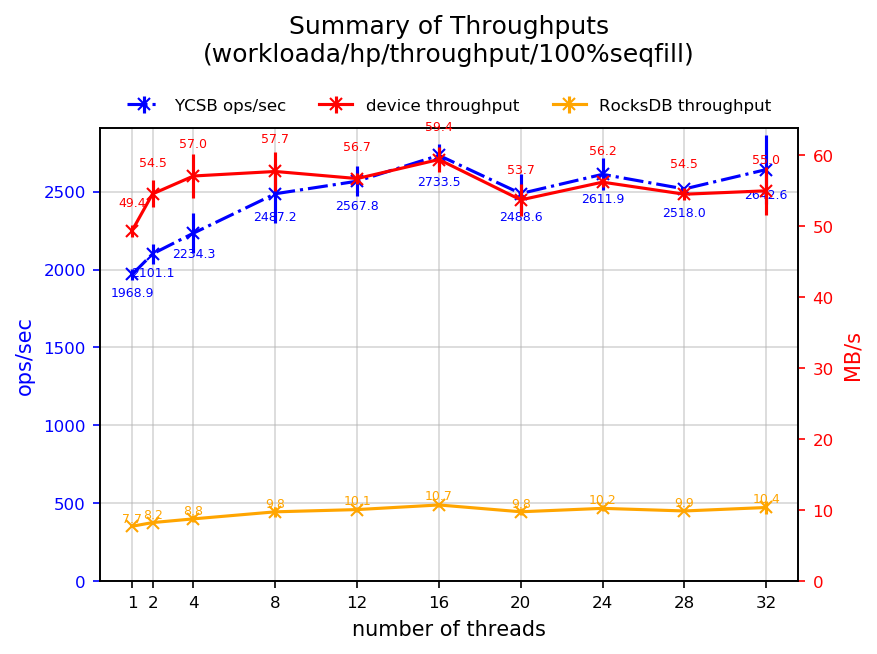 Summary of Throughputs
(workloada/hp/throughput/100%seqfill)
YCSB ops/sec device throughput RocksDB throughput
59.4
57.0 57.7 56.7 56.2 55.0
54.5 53.7 54.5
49.4
2733.5
2487.2 2567.8 2488.6 2611.9 2518.0 2642.6
2234.3
2101.1
1968.9
7.7 8.2 8.8 9.8 10.1 10.7 9.8 10.2 9.9 10.4
2500
2000
1500
1000
500
0
ops/sec
60
50
40
30
20
10
0
MB/s
1 2 4 8 12 16 20 24 28 32
number of threads